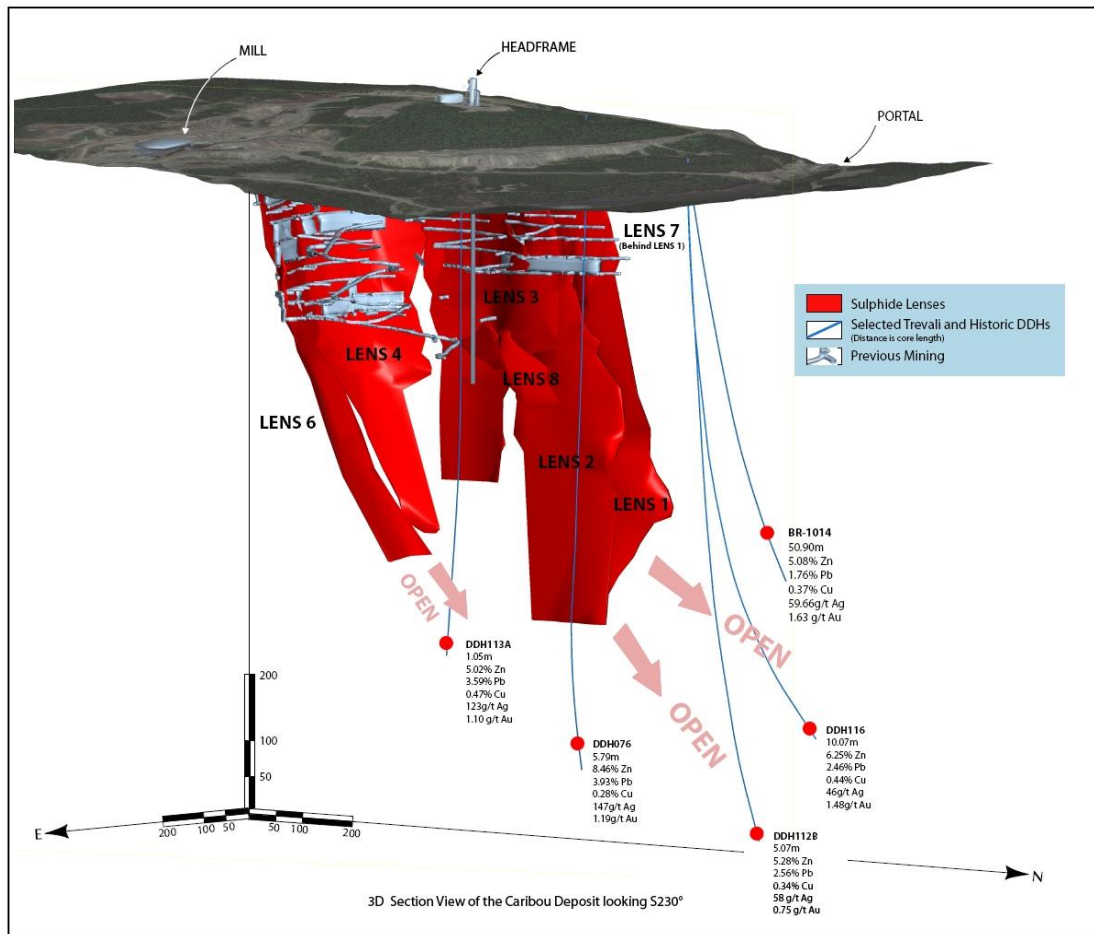 MILL
HEADFRAME
PORTAL
LENS 7
(Behind LENS 1)
LENS 3
LENS 4
LENS 8
LENS 6
LENS 2
LENS 1
Sulphide Lenses
Selected Trevali and Historic DDHs
(Distance is core length)
Previous Mining
BR-1014
50.90m
5.08% Zn
1.76% Pb
0.37% Cu
59.66g/t Ag
1.63 g/t Au
OPEN
OPEN
OPEN
DDH113A
1.05m
5.02% Zn
3.59% Pb
0.47% Cu
123g/t Ag
1.10 g/t Au
DDH076
5.79m
8.46% Zn
3.93% Pb
0.28% Cu
147g/t Ag
1.19g/t Au
DDH116
10.07m
6.25% Zn
2.46% Pb
0.44% Cu
46g/t Ag
1.48g/t Au
DDH112B
5.07m
5.28% Zn
2.56% Pb
0.34% Cu
58 g/t Ag
0.75 g/t Au
200
100
50
E
200 100 50 50 100 200
N
3D Section View of the Caribou Deposit looking S230°